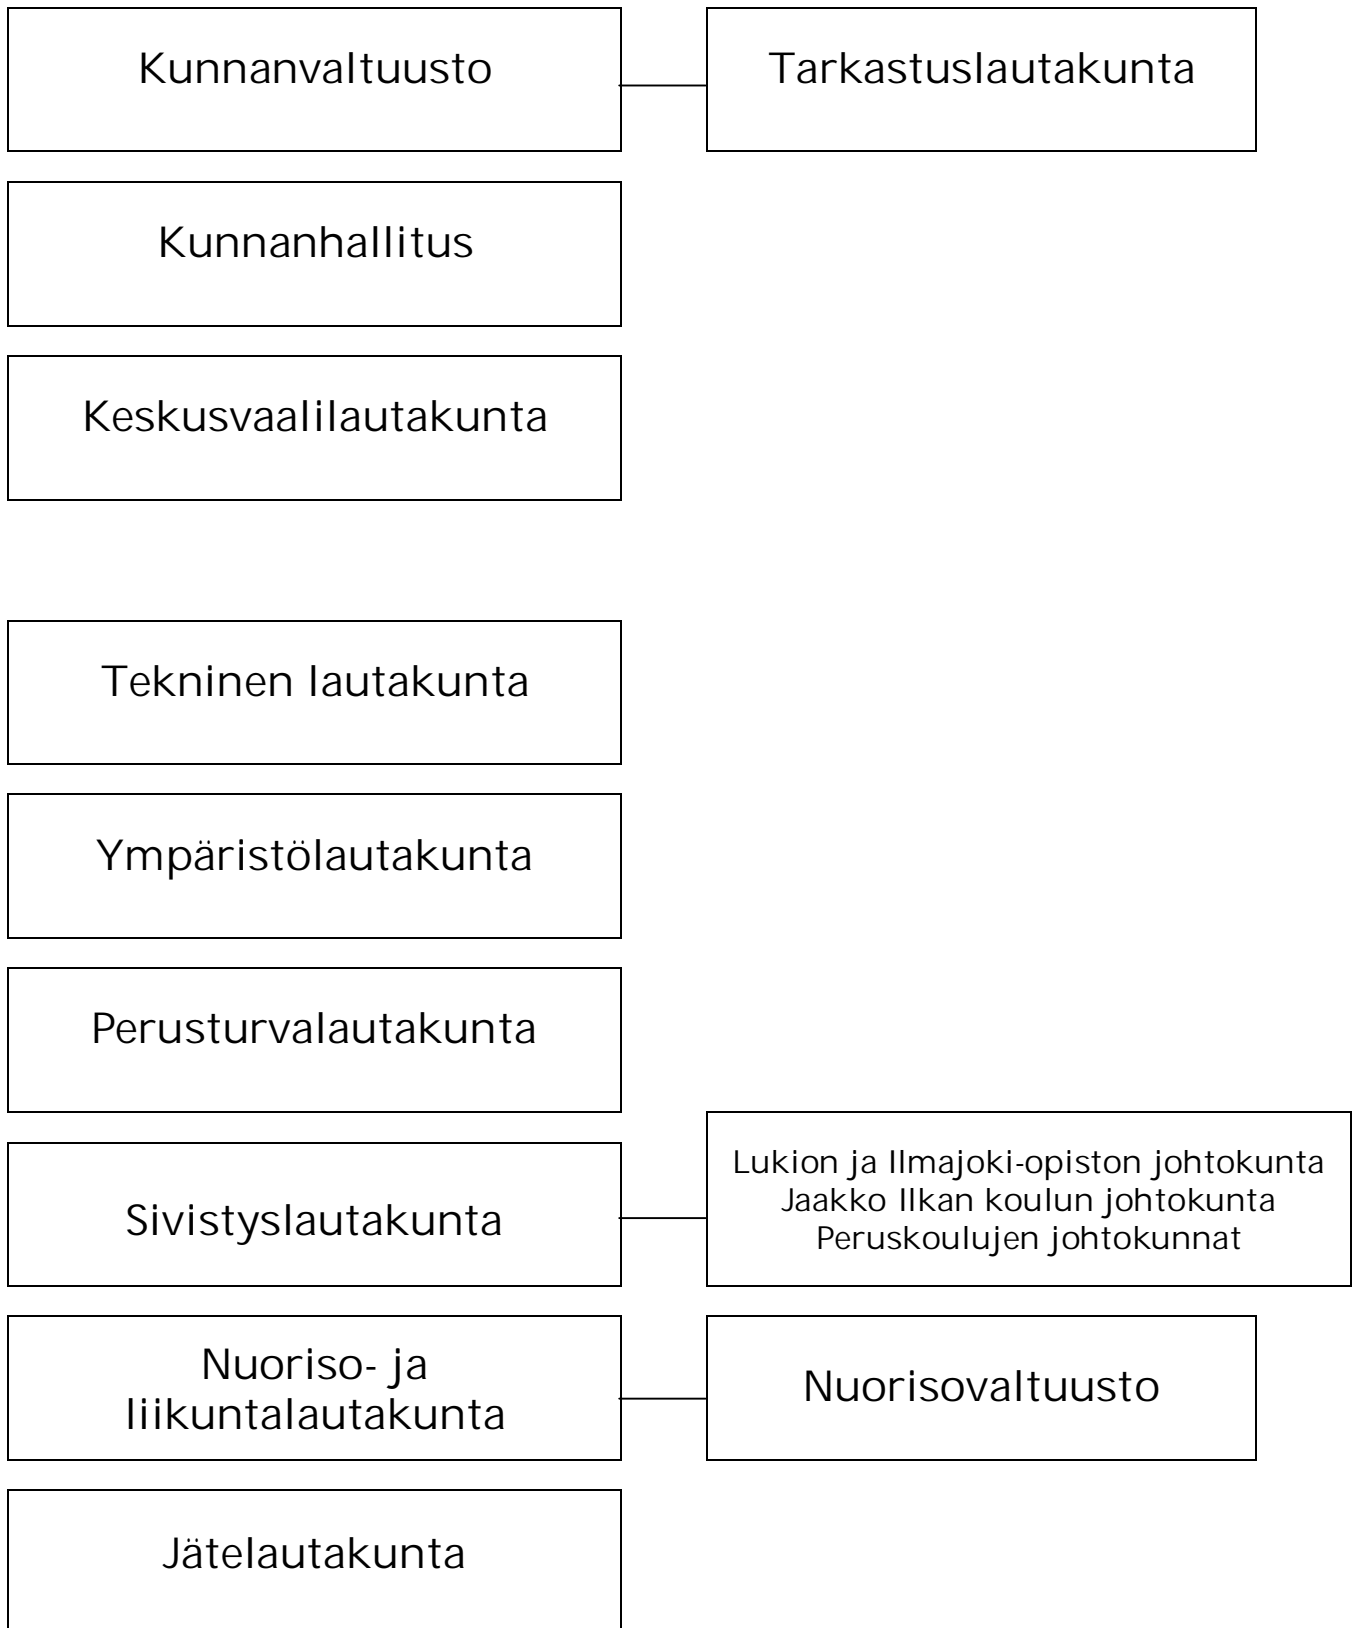 Kunnanvaltuusto
Tarkastuslautakunta
Kunnanhallitus
Keskusvaalilautakunta
Tekninen lautakunta
Ympäristölautakunta
Perusturvalautakunta
Sivistyslautakunta
Lukion ja Ilmajoki-opiston johtokunta
Jaakko Ilkan koulun johtokunta
Peruskoulujen johtokunnat
Nuoriso- ja
liikuntalautakunta
Nuorisovaltuusto
Jätelautakunta